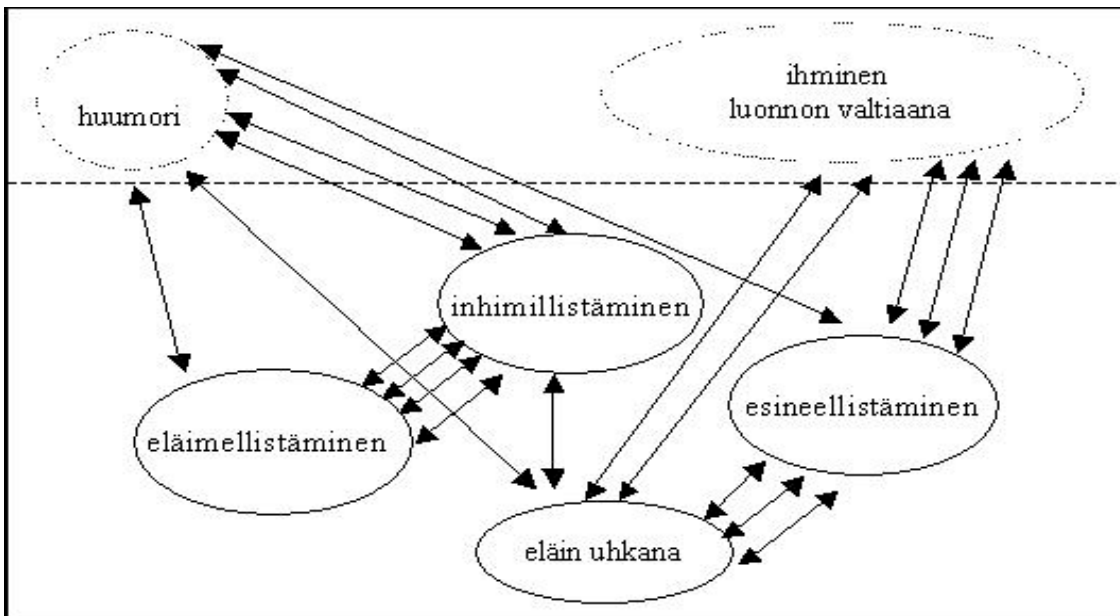 huumori
ihminen
luonnon valtiaana
inhimillistäminen
esineellistäminen
eläimellistäminen
eläin uhkana